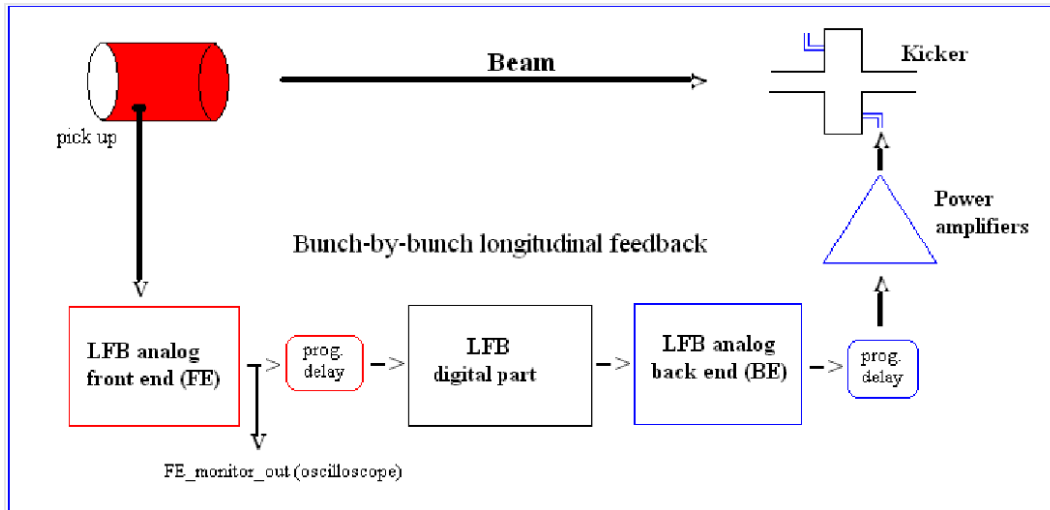 Beam
Kicker
pick up
Power
amplifiers
Bunch-by-bunch longitudinal feedback
LFB analog
front end (FE)
prog.
delay
LFB
digital part
LFB analog
back end (BE)
prog.
delay
FE_monitor_out (oscilloscope)